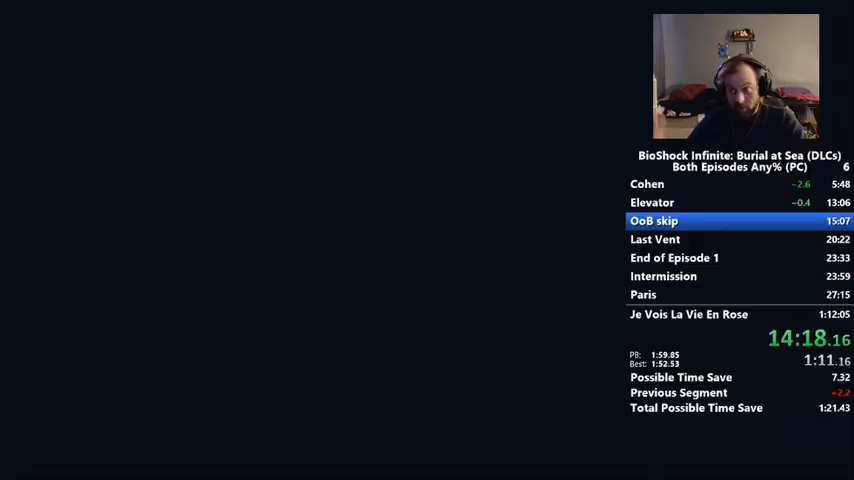 BioShock Infinite: Burial at Sea (DLCs)
Both Episodes Any% (PC) 6
Cohen −2.6 5:48
Elevator −0.4 13:06
OoB skip 15:07
Last Vent 20:22
End of Episode 1 23:33
Intermission 23:59
Paris 27:15
Je Vois La Vie En Rose 1:12:05
14:18.16
PB: 1:59.85
Best: 1:52.53
1:11.16
Possible Time Save 7.32
Previous Segment +2.2
Total Possible Time Save 1:21.43